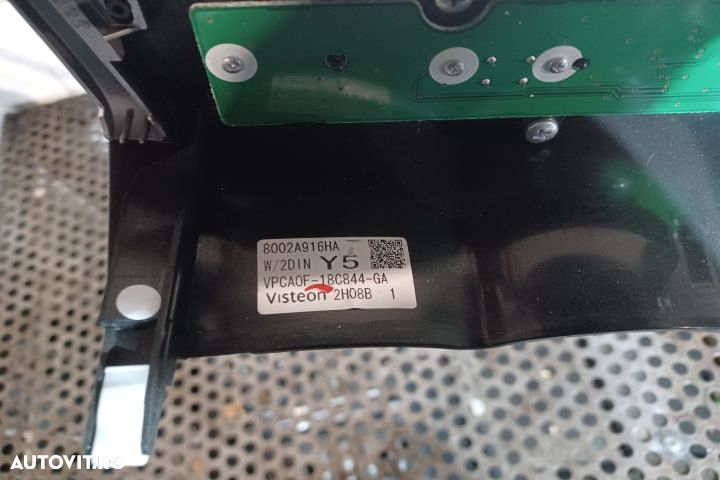 8002A916HA
W/2DIN Y5
VPCA0F-18C844-GA
Visteon 2H08B 1
AUTOVIT.RO